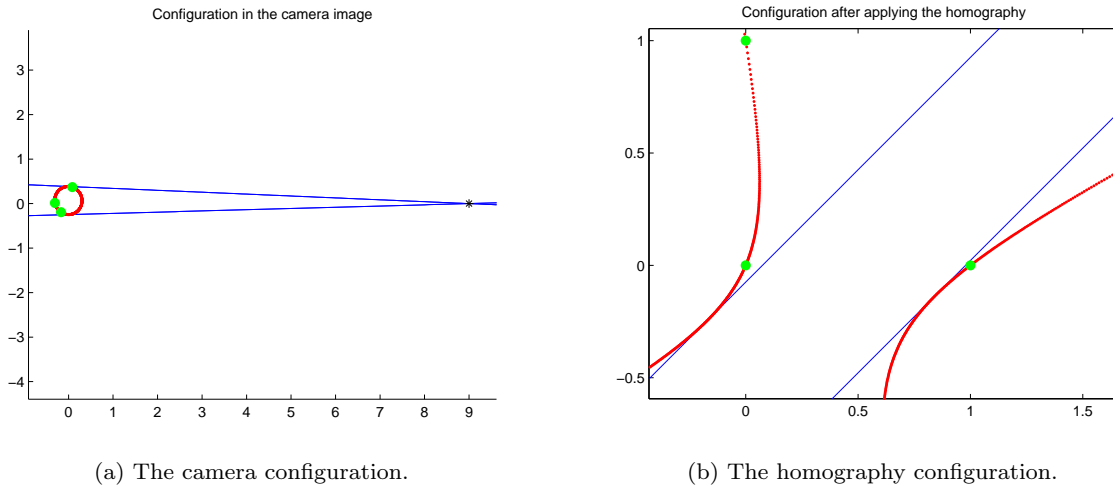 Configuration in the camera image
3
2
1
0
−1
−2
−3
−4
0 1 2 3 4 5 6 7 8 9
(a) The camera configuration.
Configuration after applying the homography
1
0.5
0
−0.5
0 0.5 1 1.5
(b) The homography configuration.